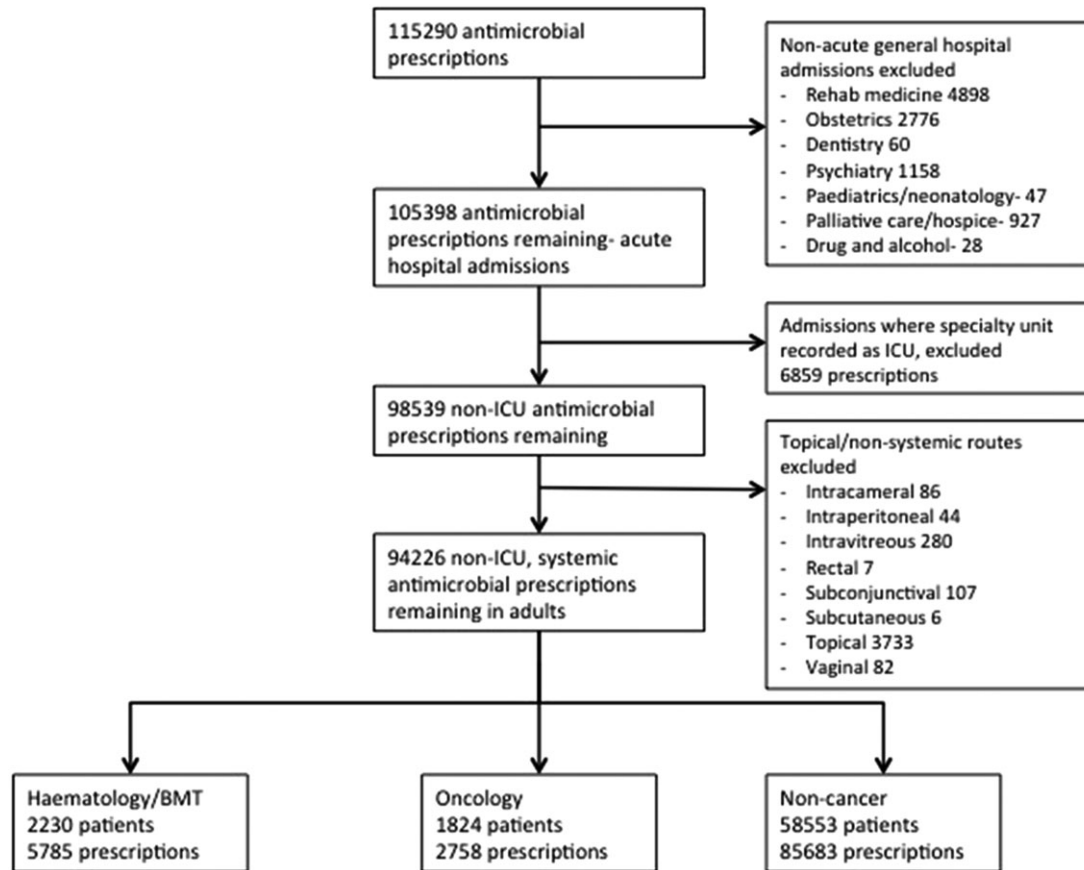 115290 antimicrobial
prescriptions
Non-acute general hospital
admissions excluded
- Rehab medicine 4898
- Obstetrics 2776
- Dentistry 60
- Psychiatry 1158
- Paediatrics/neonatology- 47
- Palliative care/hospice- 927
- Drug and alcohol- 28
105398 antimicrobial
prescriptions remaining- acute
hospital admissions
Admissions where specialty unit
recorded as ICU, excluded
6859 prescriptions
98539 non-ICU antimicrobial
prescriptions remaining
Topical/non-systemic routes
excluded
- Intracameral 86
- Intraperitoneal 44
- Intravitreous 280
- Rectal 7
- Subconjunctival 107
- Subcutaneous 6
- Topical 3733
- Vaginal 82
94226 non-ICU, systemic
antimicrobial prescriptions
remaining in adults
Haematology/BMT
2230 patients
5785 prescriptions
Oncology
1824 patients
2758 prescriptions
Non-cancer
58553 patients
85683 prescriptions